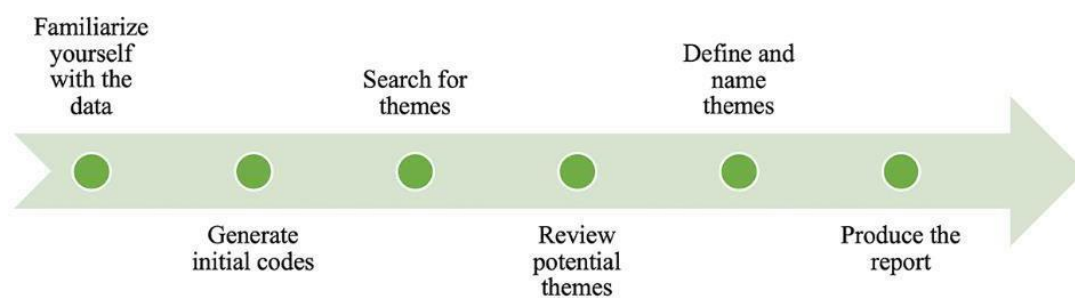 Familiarize
yourself
with the
data
Generate
initial codes
Search for
themes
Review
potential
themes
Define and
name
themes
Produce the
report